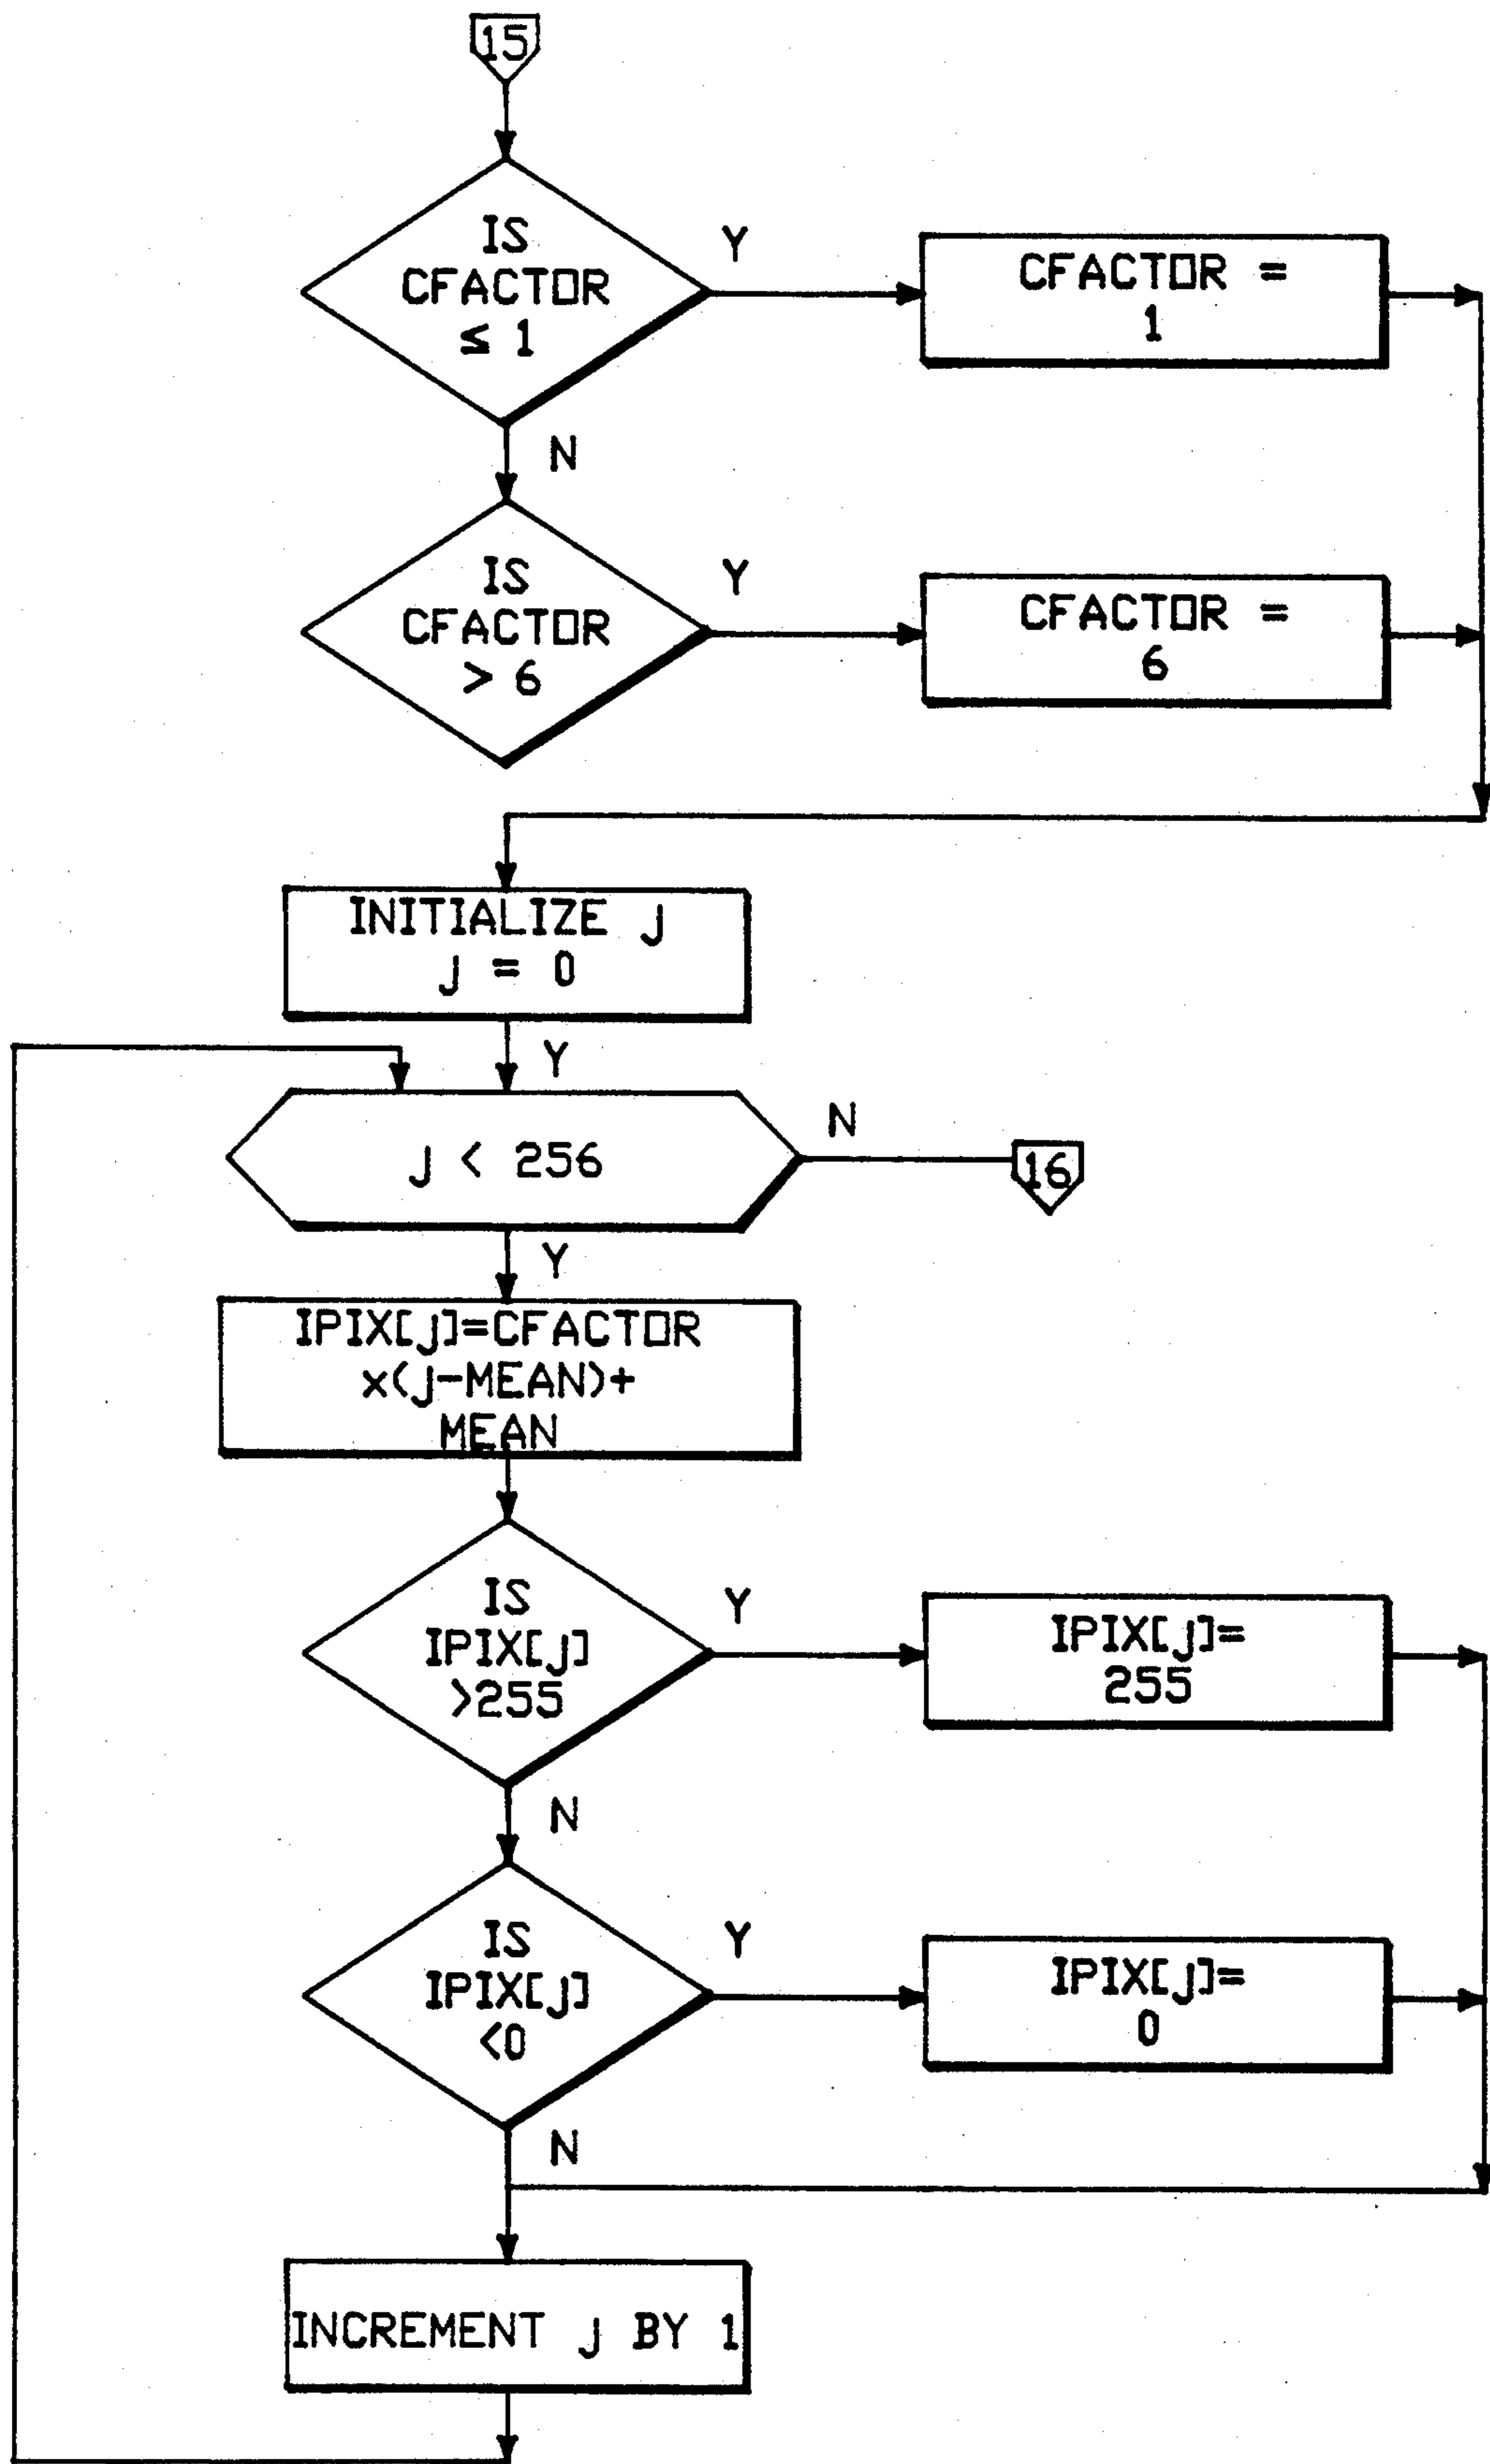 15
IS
CFACTOR
≤ 1
Y
CFACTOR =
1
N
IS
CFACTOR
> 6
Y
CFACTOR =
6
INITIALIZE j
j = 0
Y
j < 256
N
16
Y
IPIX[j]=CFACTOR
x(j-MEAN)+
MEAN
IS
IPIX[j]
>255
Y
IPIX[j]=
255
N
IS
IPIX[j]
<0
Y
IPIX[j]=
0
N
INCREMENT j BY 1